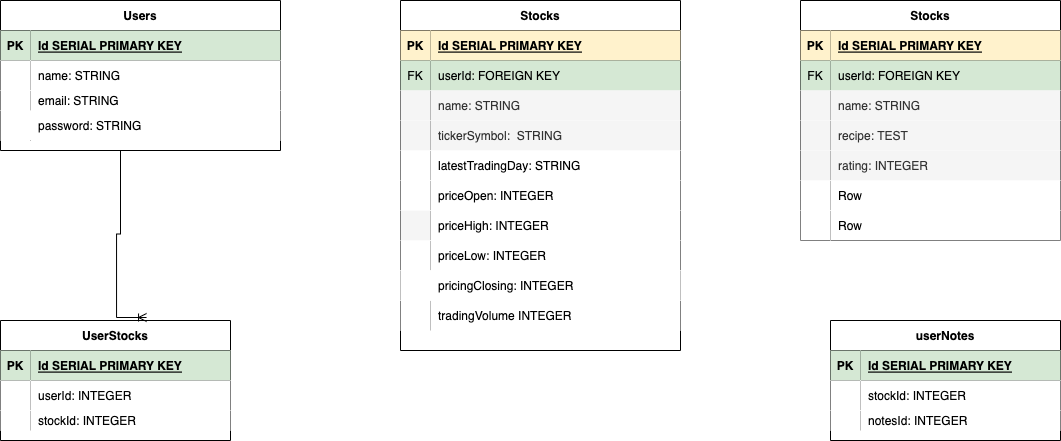 Users
PK Id SERIAL PRIMARY KEY
name: STRING
email: STRING
password: STRING
Stocks
PK Id SERIAL PRIMARY KEY
FK userId: FOREIGN KEY
name: STRING
tickerSymbol: STRING
latestTradingDay: STRING
priceOpen: INTEGER
priceHigh: INTEGER
priceLow: INTEGER
pricingClosing: INTEGER
tradingVolume INTEGER
Stocks
PK Id SERIAL PRIMARY KEY
FK userId: FOREIGN KEY
name: STRING
recipe: TEST
rating: INTEGER
Row
Row
UserStocks
PK Id SERIAL PRIMARY KEY
userId: INTEGER
stockId: INTEGER
userNotes
PK Id SERIAL PRIMARY KEY
stockId: INTEGER
notesId: INTEGER